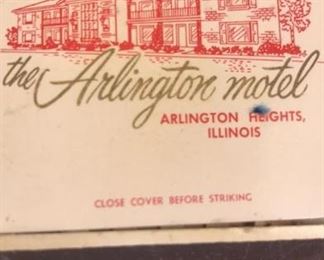 the Arlington motel
ARLINGTON HEIGHTS,
ILLINOIS
CLOSE COVER BEFORE STRIKING